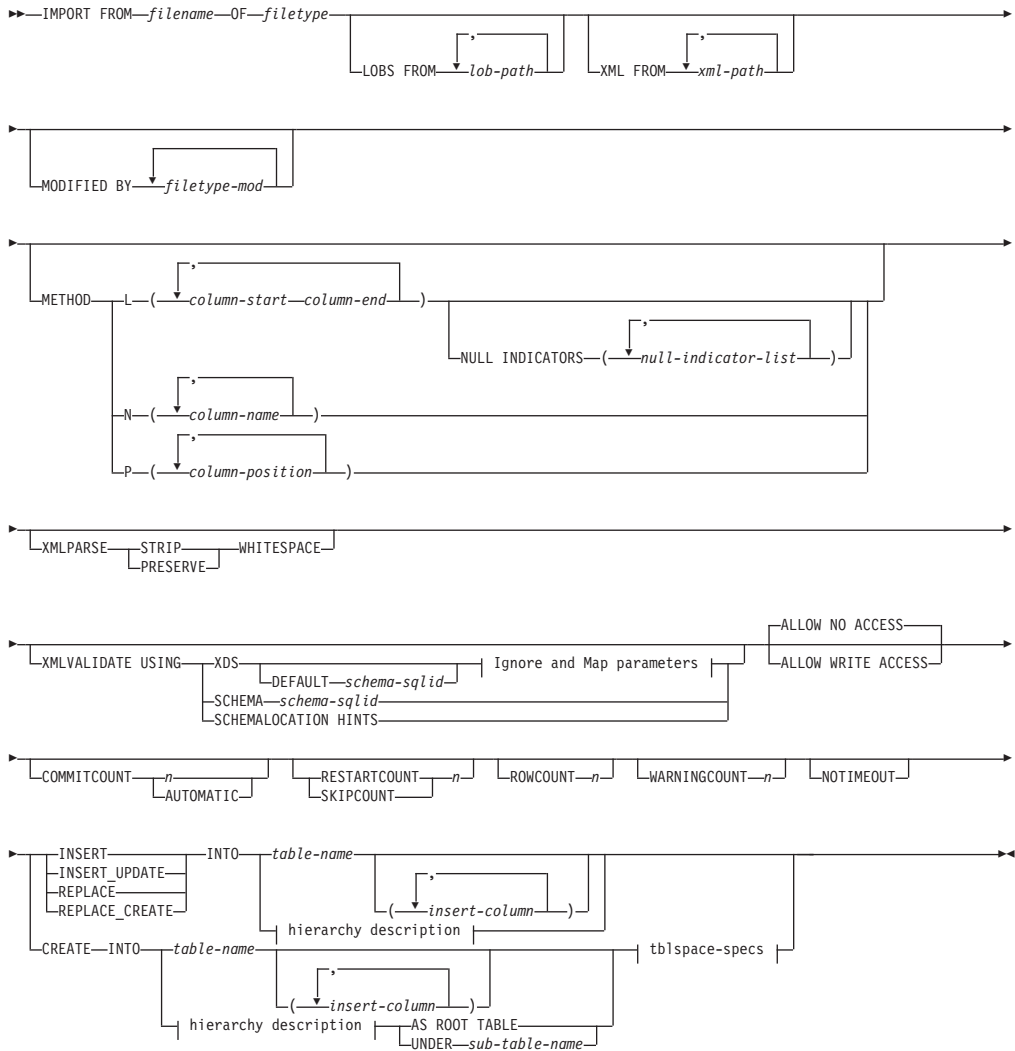 IMPORT FROM filename OF filetype
, ,
LOBS FROM lob-path XML FROM xml-path
MODIFIED BY filetype-mod
,
METHOD L ( column-start column-end )
,
NULL INDICATORS ( null-indicator-list )
,
N ( column-name )
,
P ( column-position )
XMLPARSE STRIP WHITESPACE
PRESERVE
ALLOW NO ACCESS
XMLVALIDATE USING XDS Ignore and Map parameters ALLOW WRITE ACCESS
DEFAULT schema-sqlid
SCHEMA schema-sqlid
SCHEMALOCATION HINTS
COMMITCOUNT n RESTARTCOUNT n ROWCOUNT n WARNINGCOUNT n NOTIMEOUT
AUTOMATIC SKIPCOUNT
INSERT INTO table-name
INSERT_UPDATE ,
REPLACE
REPLACE_CREATE ( insert-column )
hierarchy description
CREATE INTO table-name tblspace-specs
,
( insert-column )
hierarchy description AS ROOT TABLE
UNDER sub-table-name